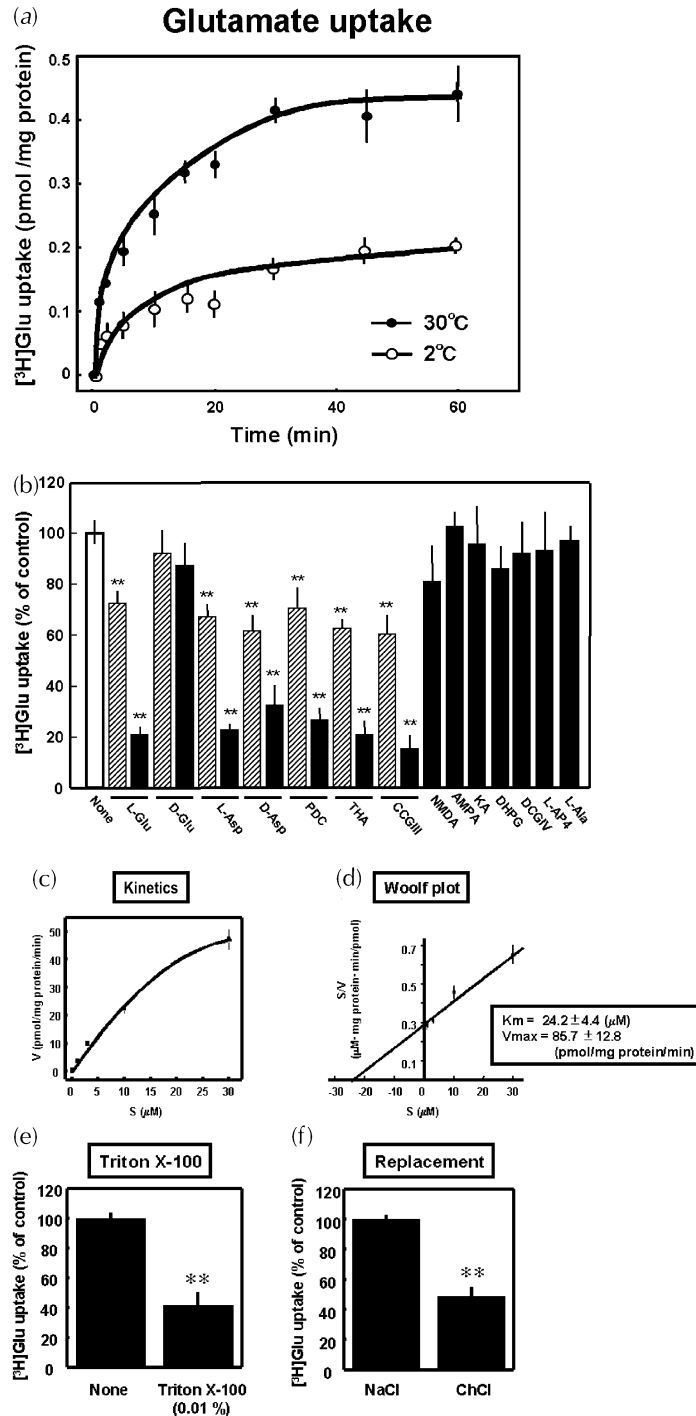 (a) Glutamate uptake
[³H]Glu uptake (pmol /mg protein)
0.5
0.4
0.3
0.2
0.1
0
30°C
2°C
0 20 40 60
Time (min)
(b)
[³H]Glu uptake (% of control)
120
100
80
60
40
20
0
** ** ** ** ** ** **
** ** ** ** ** **
None L-Glu D-Glu L-Asp D-Asp PDC THA CCGIII NMDA AMPA KA DHPG DCGIV L-AP4 L-Ala
(c) Kinetics
V (pmol/mg protein/min)
50
40
30
20
10
0
0 5 10 15 20 25 30
S (µM)
(d) Woolf plot
S/V
(µM· mg protein· min/pmol)
0.7
0.5
0.3
0.1
-30 -20 -10 0 10 20 30
S (µM)
Km = 24.2±4.4 (µM)
Vmax = 85.7 ±12.8
(pmol/mg protein/min)
(e) Triton X-100
[³H]Glu uptake (% of control)
120
100
80
60
40
20
0
**
None Triton X-100
(0.01 %)
(f) Replacement
[³H]Glu uptake (% of control)
120
100
80
60
40
20
0
**
NaCl ChCl